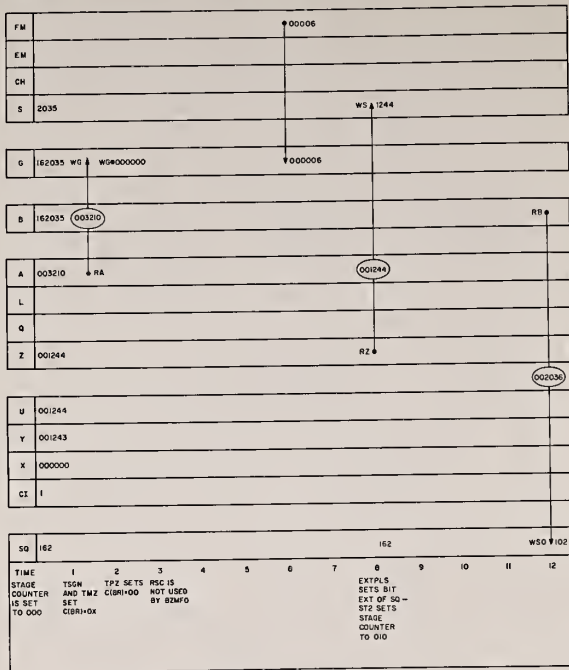 FM 00006
EM
CH
S 2035 WS 1244
G 162035 WG WG=000000 000006
B 162035 003210 RB
A 003210 RA 001244
L
Q
Z 001244 RZ
002036
U 001244
Y 001243
X 000000
CI 1
SQ 162 162 WSQ 102
TIME 1 2 3 4 5 6 7 8 9 10 11 12
STAGE TSGN TPZ SETS RSC IS EXTPLS
COUNTER AND TMZ C(BR)=00 NOT USED SETS BIT
IS SET SET BY BZMFO EXT OF SQ –
TO 000 C(BR)=0X ST2 SETS
STAGE
COUNTER
TO 010